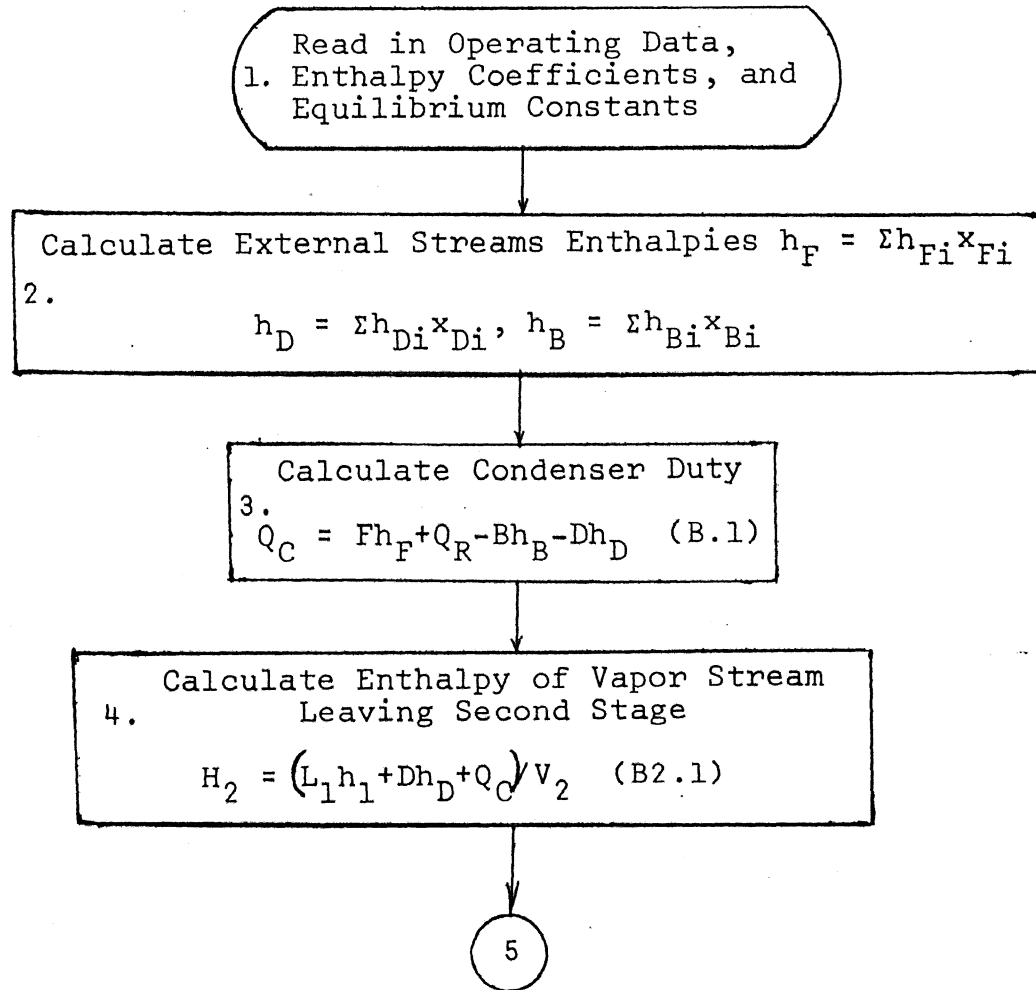 Read in Operating Data,
1. Enthalpy Coefficients, and
Equilibrium Constants
Calculate External Streams Enthalpies h_F = Σh_Fi x_Fi
2.
h_D = Σh_Di x_Di, h_B = Σh_Bi x_Bi
Calculate Condenser Duty
3.
Q_C = Fh_F+Q_R-Bh_B-Dh_D (B.1)
Calculate Enthalpy of Vapor Stream
4. Leaving Second Stage
H_2 = (L_1h_1+Dh_D+Q_C)/V_2 (B2.1)
5